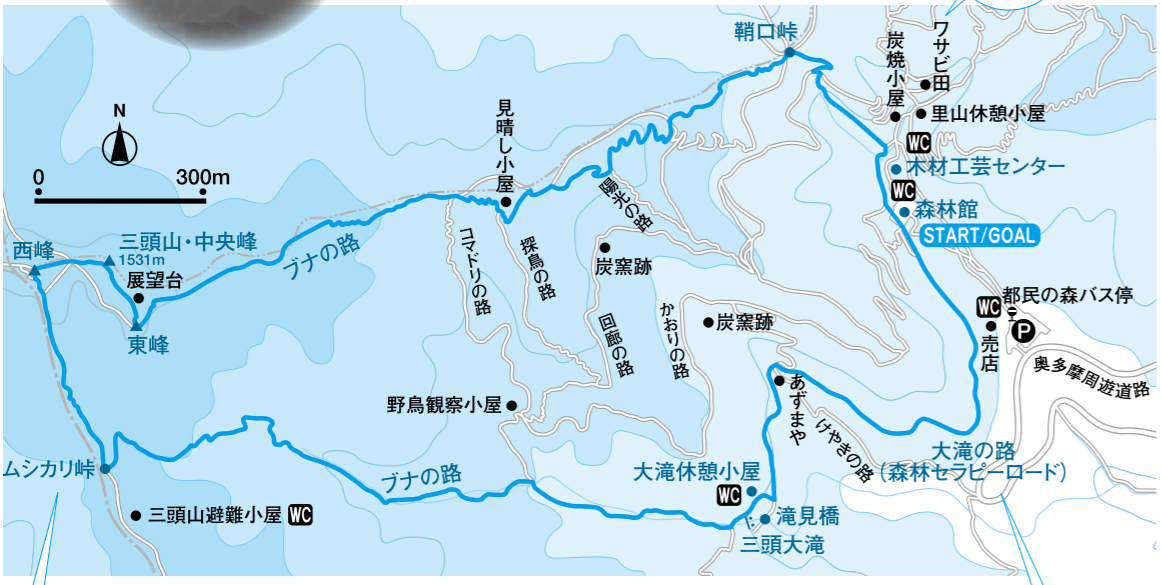 鞘口峠
炭焼小屋
ワサビ田
里山休憩小屋
WC
木材工芸センター
WC
森林館
START/GOAL
N
0 300m
見晴し小屋
陽光の路
西峰
三頭山・中央峰
1531m
展望台
東峰
ブナの路
コマドリの路
探鳥の路
炭窯跡
回廊の路
かおりの路
炭窯跡
WC
都民の森バス停
P
売店
奥多摩周遊道路
あずまや
けやきの路
野鳥観察小屋
大滝の路
(森林セラピーロード)
ムシカリ峠
ブナの路
大滝休憩小屋
WC
滝見橋
三頭大滝
三頭山避難小屋 WC